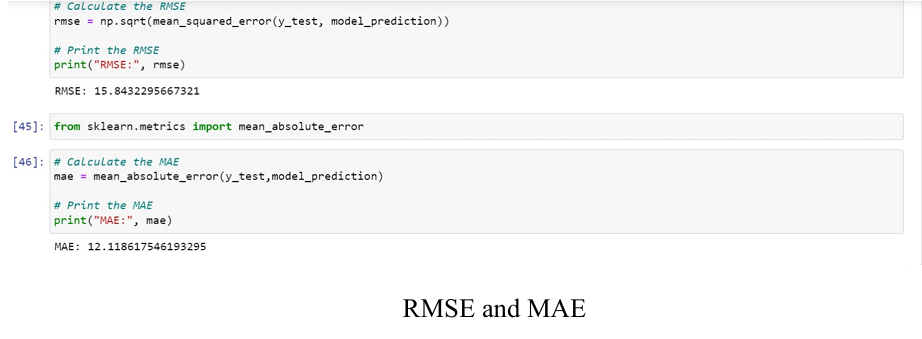 # Calculate the RMSE
rmse = np.sqrt(mean_squared_error(y_test, model_prediction))
# Print the RMSE
print("RMSE:", rmse)
RMSE: 15.8432295667321
[45]: from sklearn.metrics import mean_absolute_error
[46]: # Calculate the MAE
mae = mean_absolute_error(y_test,model_prediction)
# Print the MAE
print("MAE:", mae)
MAE: 12.118617546193295
RMSE and MAE